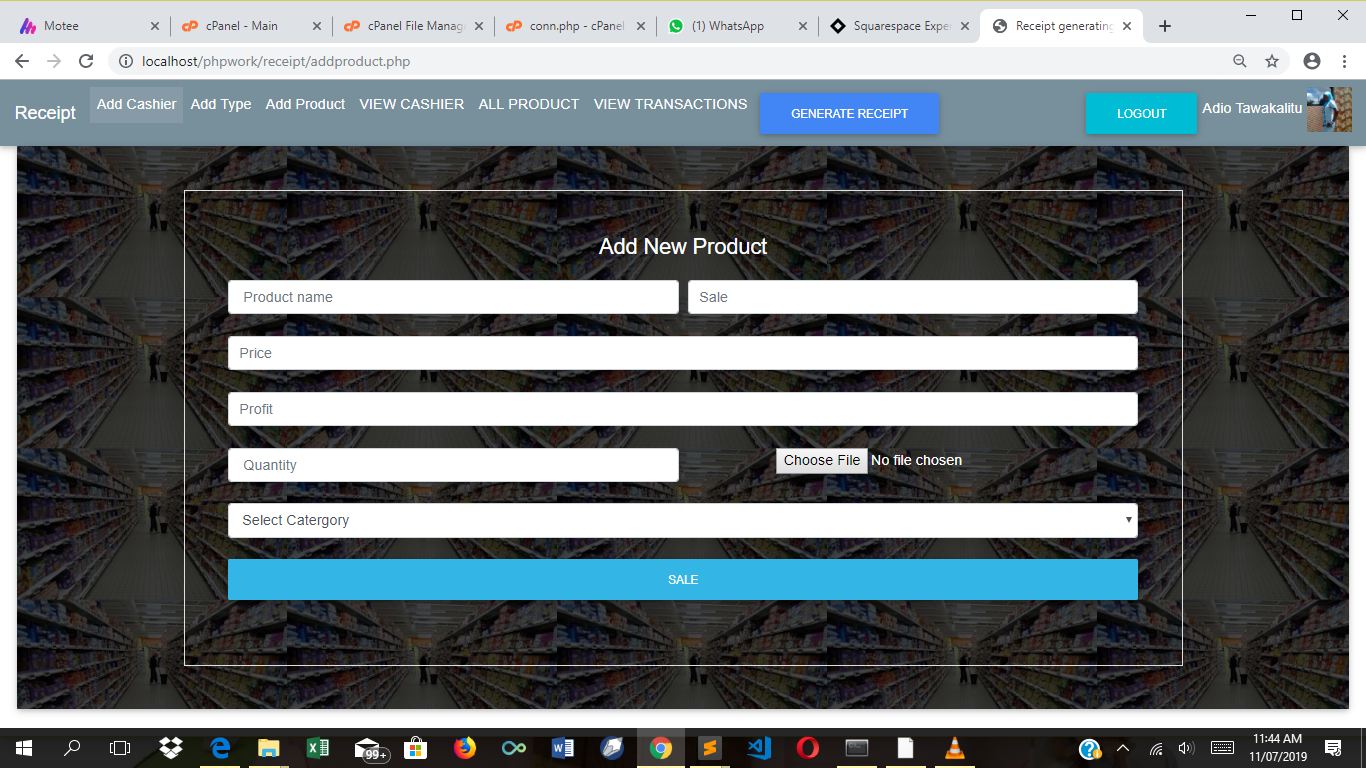 Motee
cPanel - Main
cPanel File Manag
conn.php - cPanel
(1) WhatsApp
Squarespace Exper
Receipt generating
localhost/phpwork/receipt/addproduct.php
Receipt
Add Cashier
Add Type
Add Product
VIEW CASHIER
ALL PRODUCT
VIEW TRANSACTIONS
GENERATE RECEIPT
LOGOUT
Adio Tawakalitu
Add New Product
Product name
Sale
Price
Profit
Quantity
Choose File No file chosen
Select Catergory
SALE
99+
11:44 AM
11/07/2019